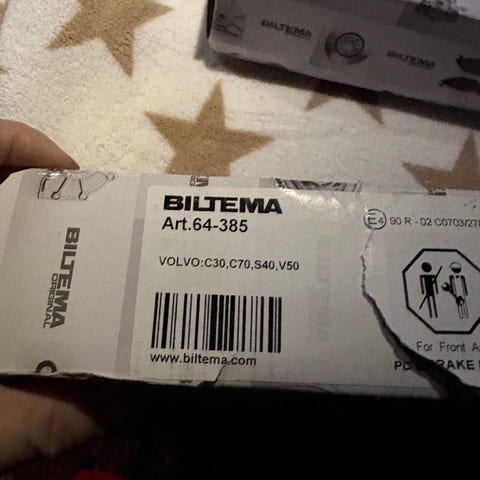 BILTEMA
BILTEMA
BILTEMA
ORIGINAL
BILTEMA
Art.64-385
VOLVO:C30,C70,S40,V50
www.biltema.com
E4 90 R - 02 C0703/27
For Front A
PC BRAKE